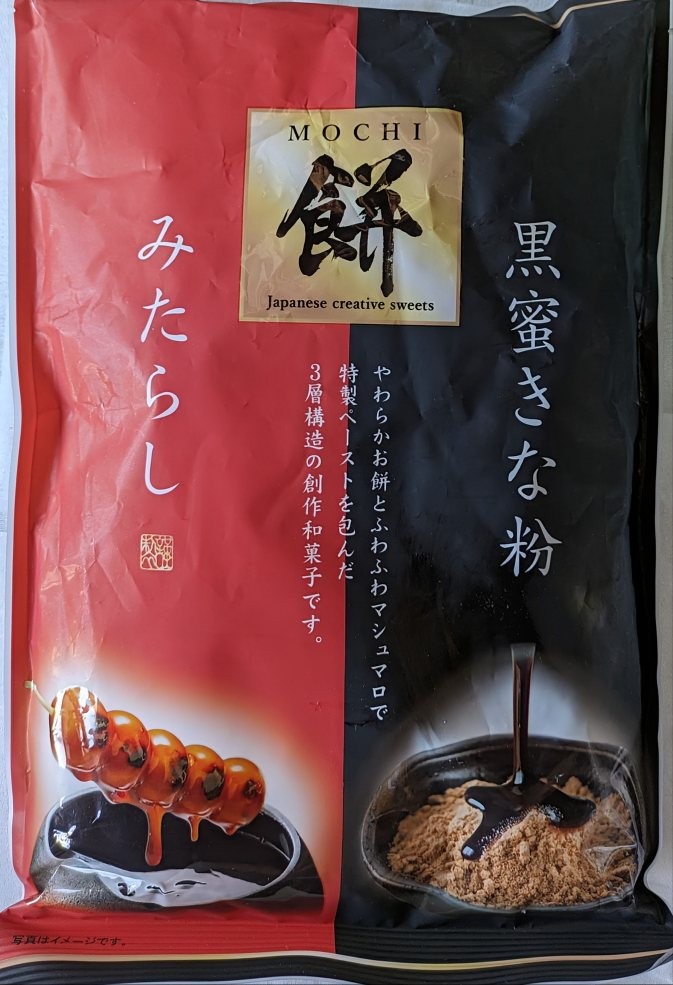 MOCHI
餅
Japanese creative sweets
黒蜜きな粉
みたらし
やわらかお餅とふわふわマシュマロで
特製ペーストを包んだ
3層構造の創作和菓子です。
写真はイメージです。